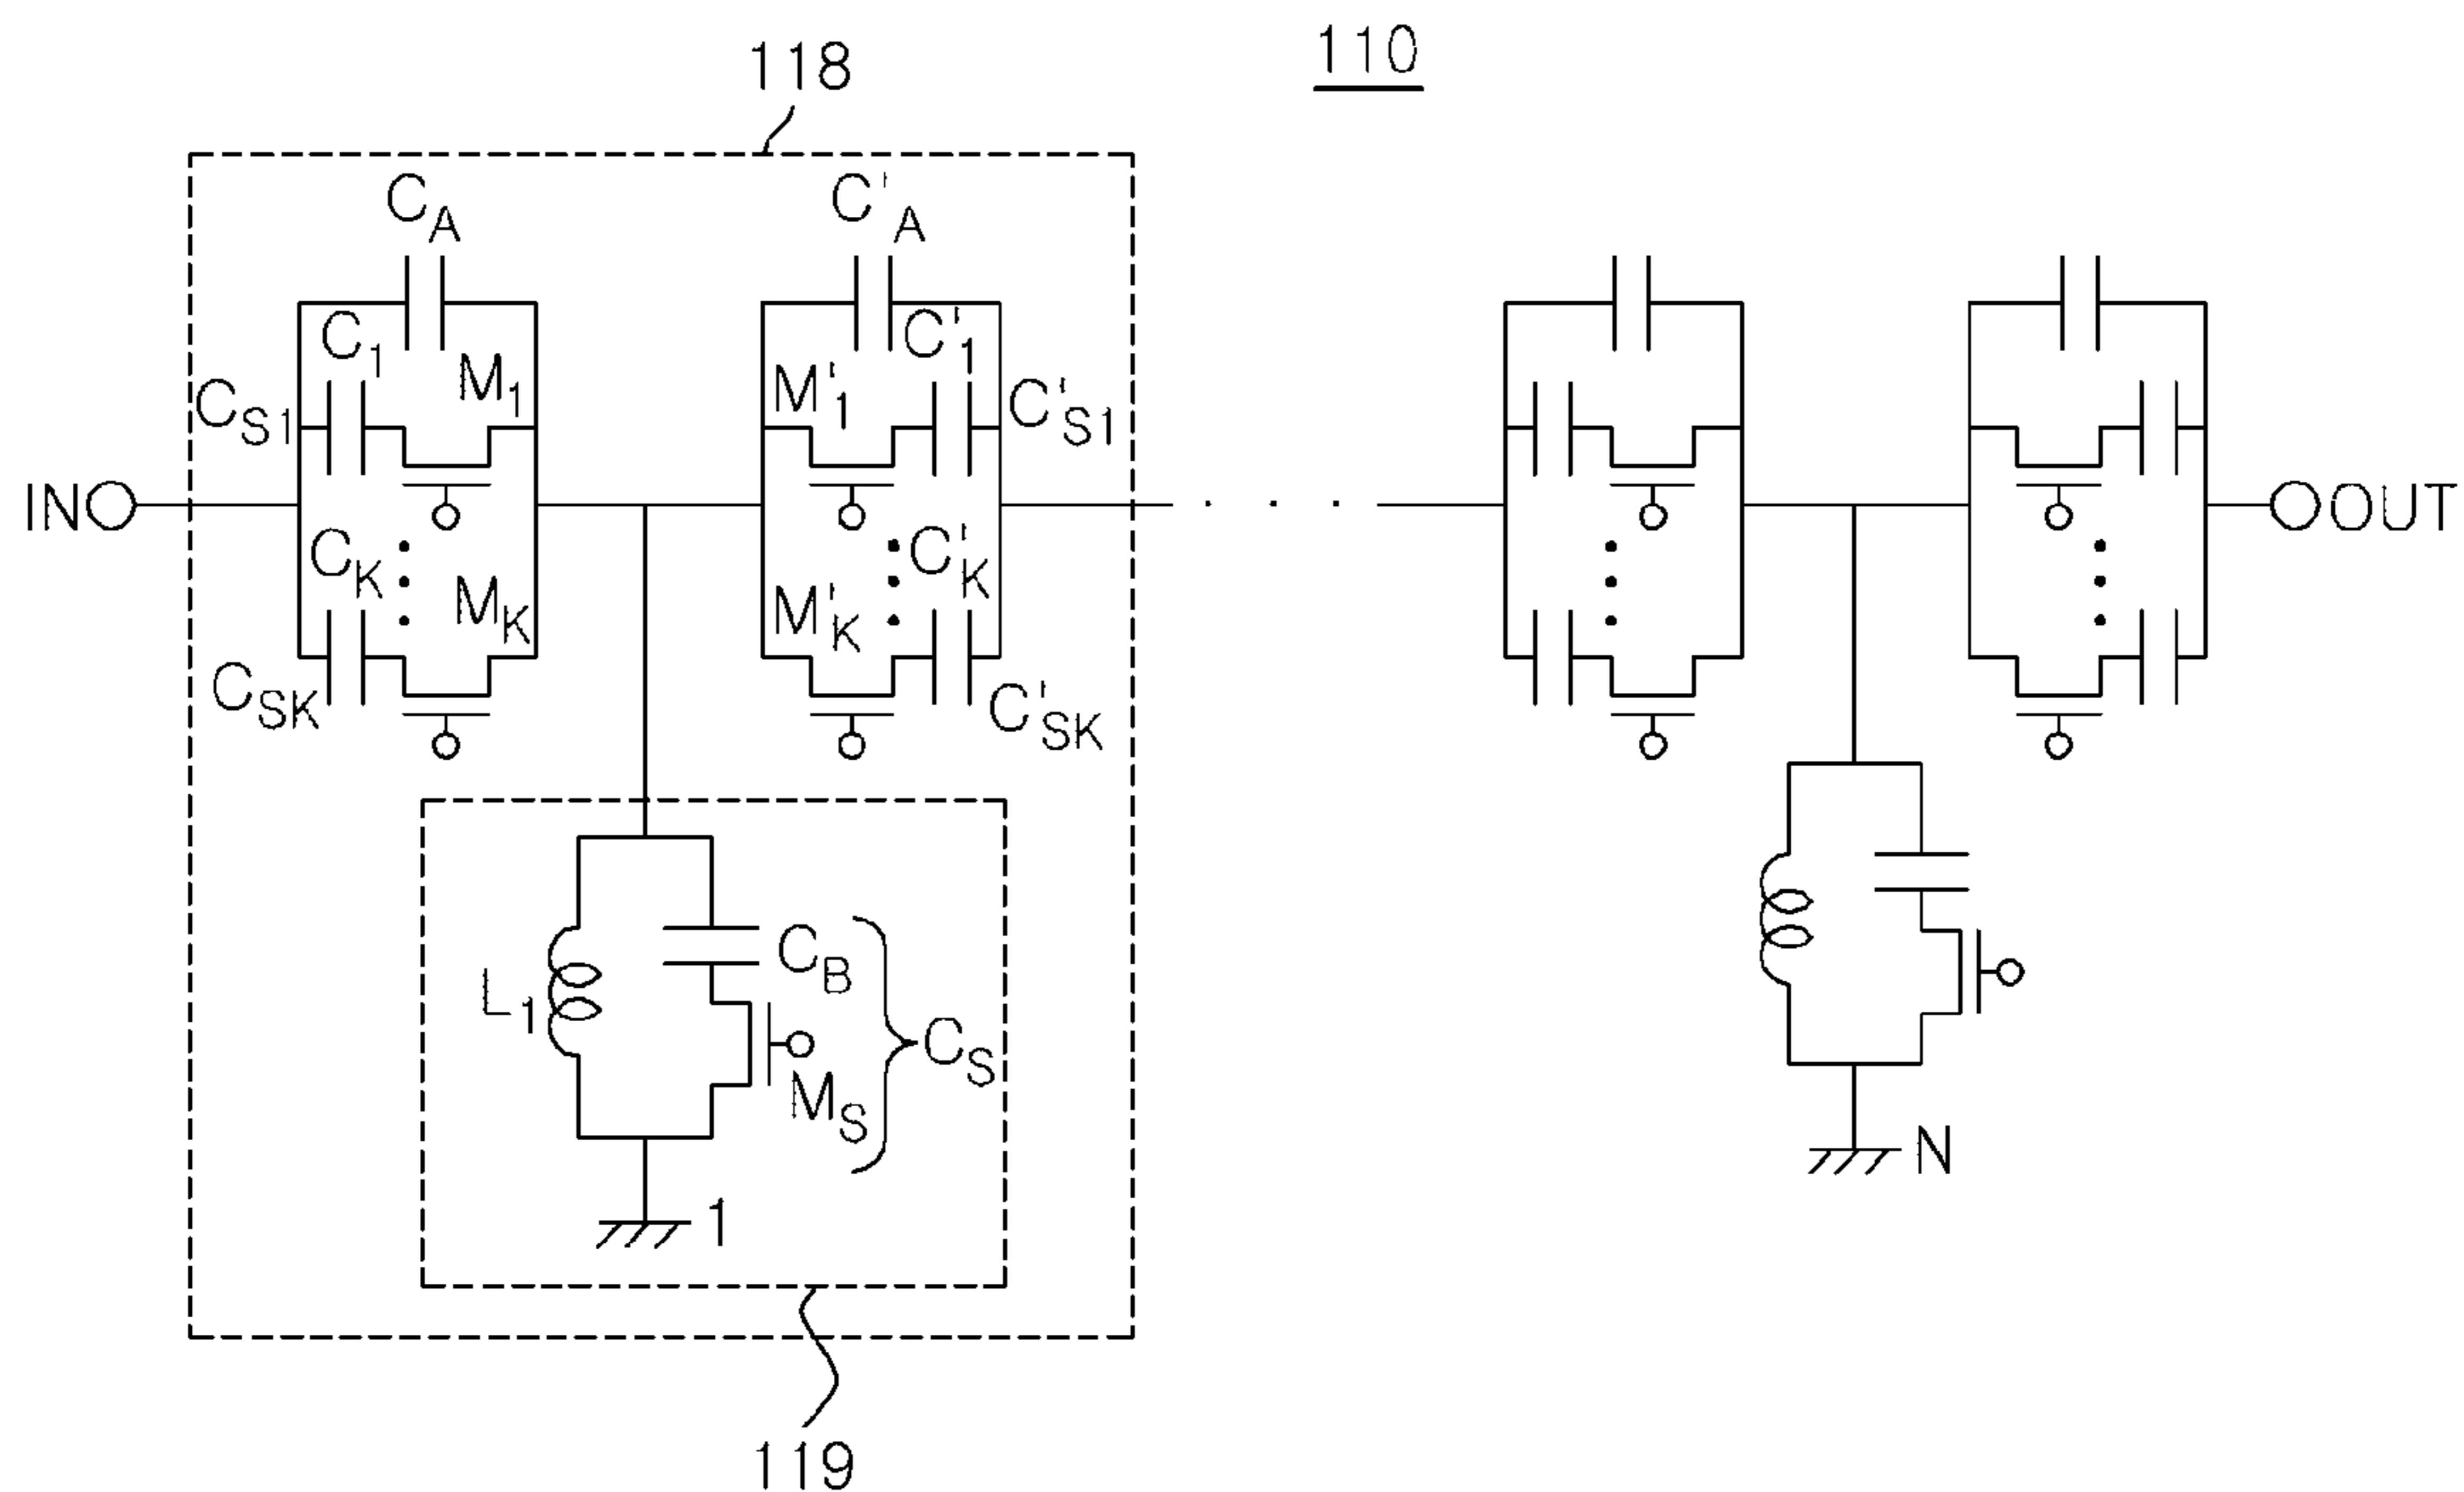 110
118
C_A
C'_A
C_1
M_1
C_S1
M'_1
C'_1
C'_S1
IN
OUT
C_K
M_K
C_SK
M'_K
C'_K
C'_SK
L_1
C_B
M_S
C_S
1
N
119